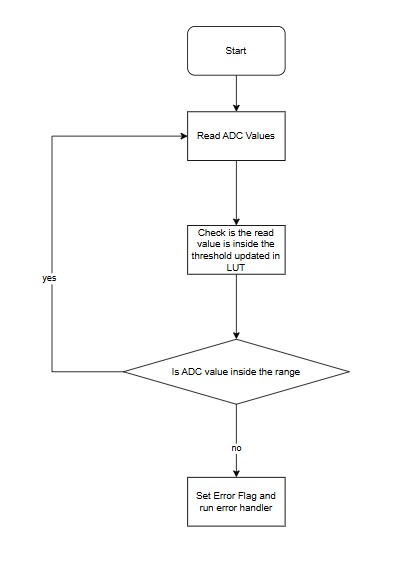 Start
Read ADC Values
Check is the read
value is inside the
threshold updated in
LUT
yes
Is ADC value inside the range
no
Set Error Flag and
run error handler